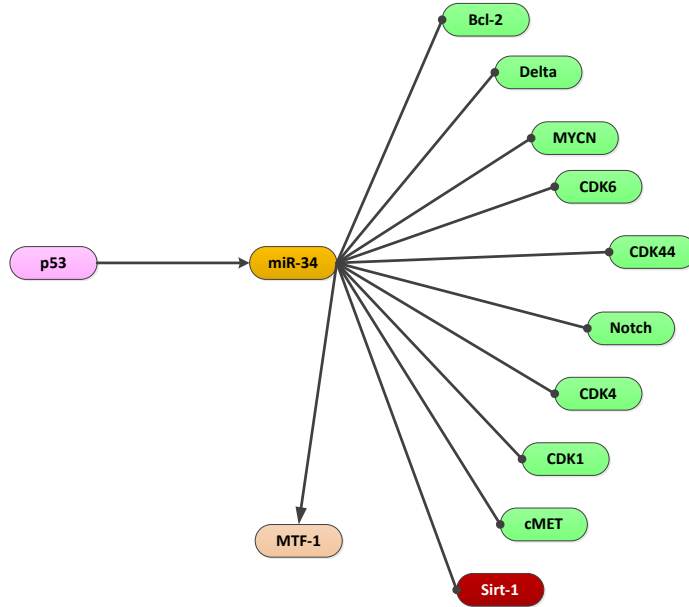 Bcl-2
Delta
MYCN
CDK6
CDK44
p53
miR-34
Notch
CDK4
CDK1
cMET
MTF-1
Sirt-1